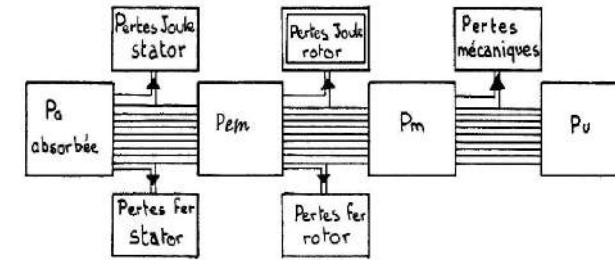 Pertes Joule
stator
Pertes Joule
rotor
Pertes
mécaniques
Pa
absorbée
Pem
Pm
Pu
Pertes fer
stator
Pertes fer
rotor